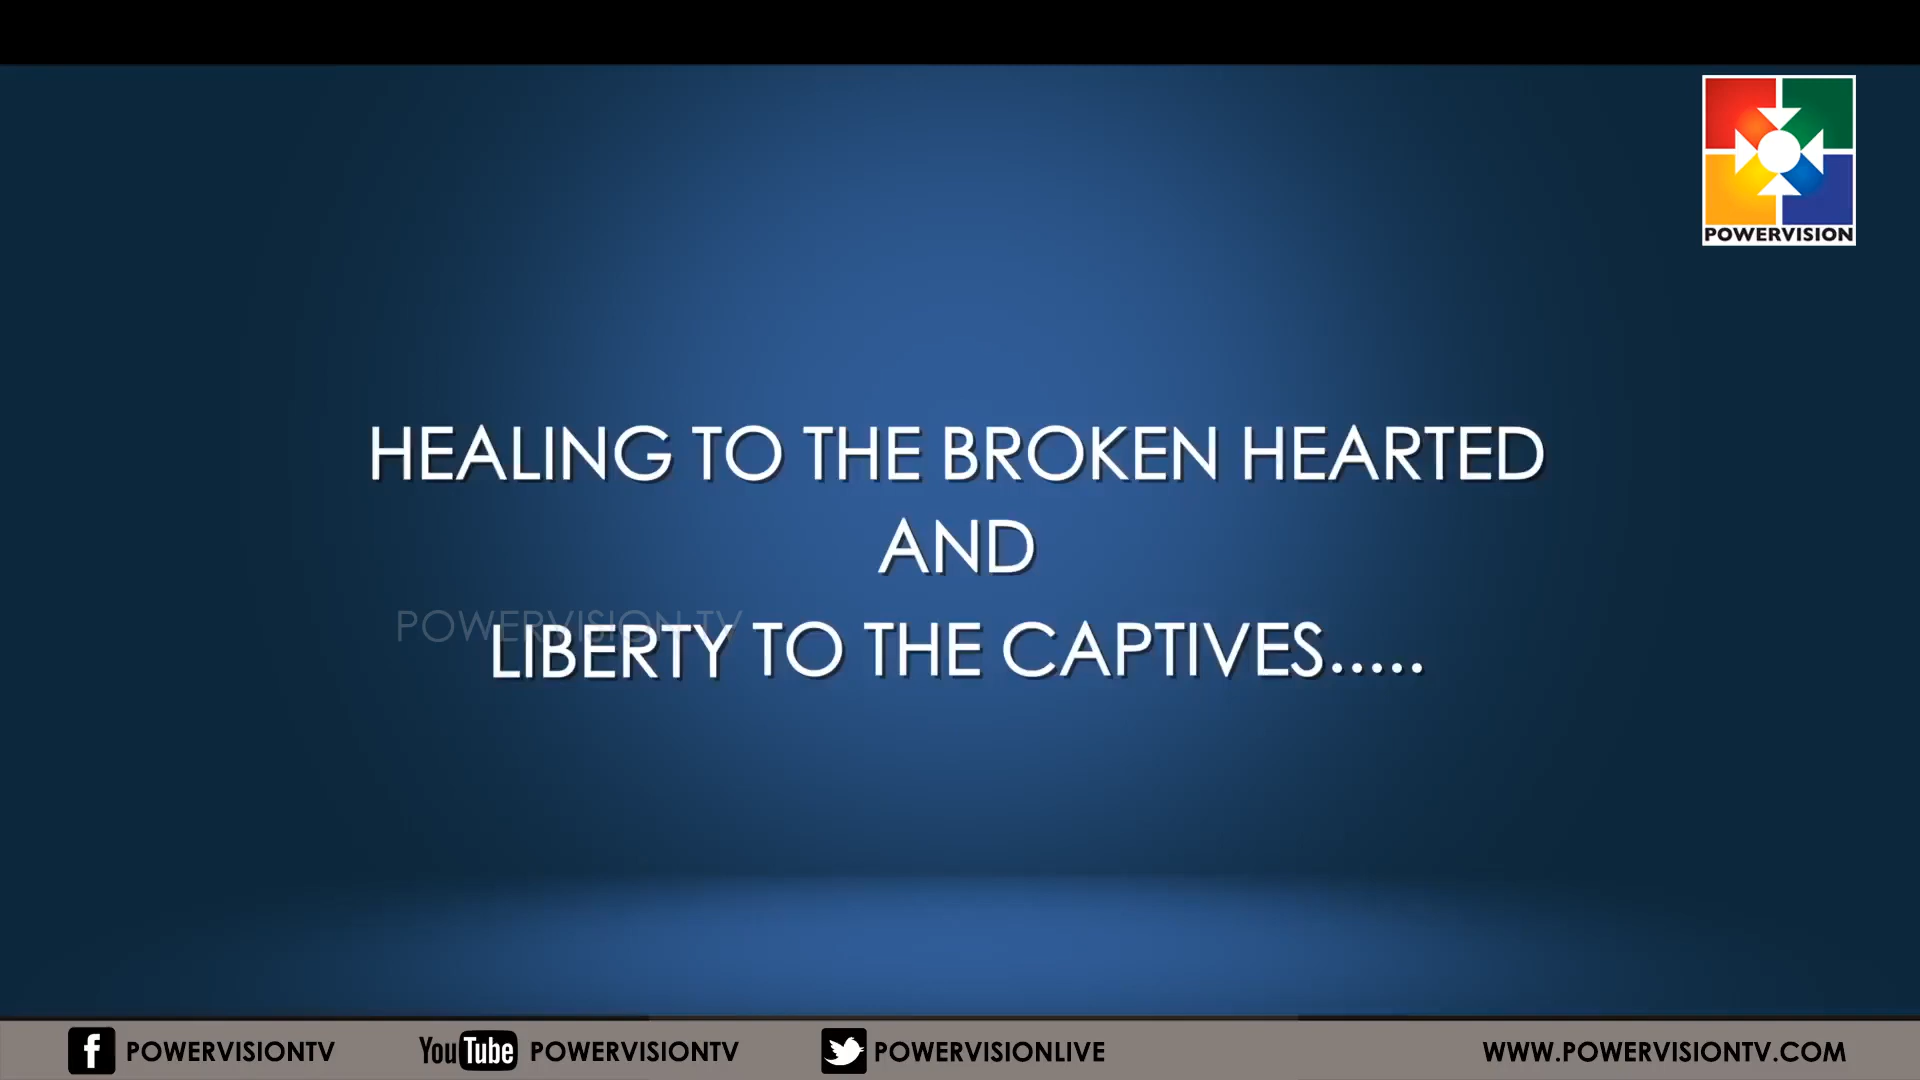 POWERVISION
HEALING TO THE BROKEN HEARTED
AND
POWERVISION TV
LIBERTY TO THE CAPTIVES.....
f POWERVISIONTV
YouTube POWERVISIONTV
POWERVISIONLIVE
WWW.POWERVISIONTV.COM